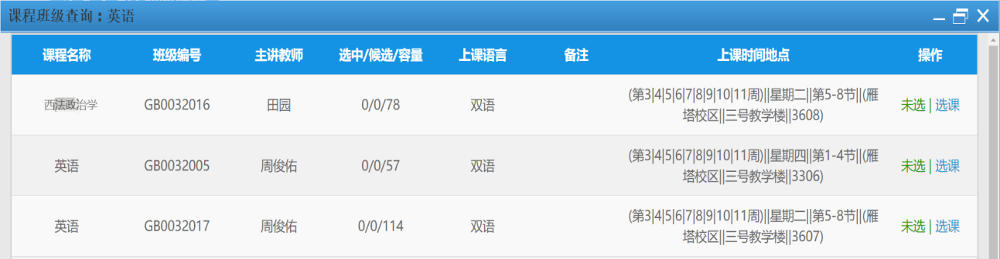 课程班级查询：英语
课程名称 班级编号 主讲教师 选中/候选/容量 上课语言 备注 上课时间地点 操作
西法政治学 GB0032016 田园 0/0/78 双语 (第3|4|5|6|7|8|9|10|11周)||星期二||第5-8节||(雁
塔校区||三号教学楼||3608) 未选 | 选课
英语 GB0032005 周俊佑 0/0/57 双语 (第3|4|5|6|7|8|9|10|11周)||星期四||第1-4节||(雁
塔校区||三号教学楼||3306) 未选 | 选课
英语 GB0032017 周俊佑 0/0/114 双语 (第3|4|5|6|7|8|9|10|11周)||星期二||第5-8节||(雁
塔校区||三号教学楼||3607) 未选 | 选课